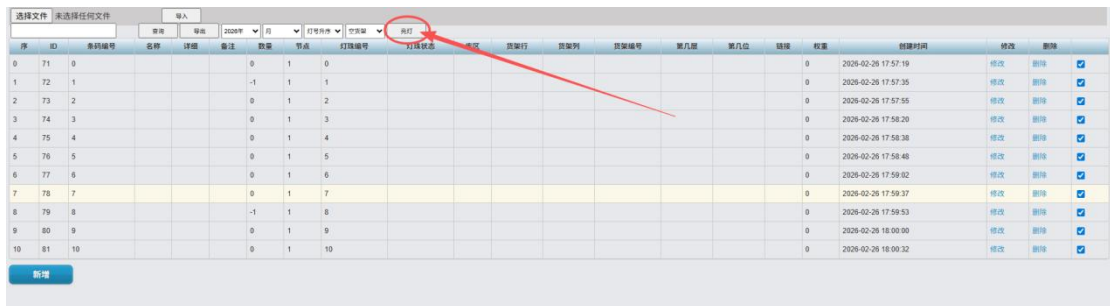 选择文件 未选择任何文件 导入
查询 导出 2026年 月 灯号升序 空货架 亮灯
序 ID 条码编号 名称 详细 备注 数量 节点 灯珠编号 灯珠状态 库区 货架行 货架列 货架编号 第几层 第几位 链接 权重 创建时间 修改 删除
0 71 0 0 1 0 0 2026-02-26 17:57:19 修改 删除
1 72 1 -1 1 1 0 2026-02-26 17:57:35 修改 删除
2 73 2 0 1 2 0 2026-02-26 17:57:55 修改 删除
3 74 3 0 1 3 0 2026-02-26 17:58:20 修改 删除
4 75 4 0 1 4 0 2026-02-26 17:58:38 修改 删除
5 76 5 0 1 5 0 2026-02-26 17:58:48 修改 删除
6 77 6 0 1 6 0 2026-02-26 17:59:02 修改 删除
7 78 7 0 1 7 0 2026-02-26 17:59:37 修改 删除
8 79 8 -1 1 8 0 2026-02-26 17:59:53 修改 删除
9 80 9 0 1 9 0 2026-02-26 18:00:00 修改 删除
10 81 10 0 1 10 0 2026-02-26 18:00:32 修改 删除
新增